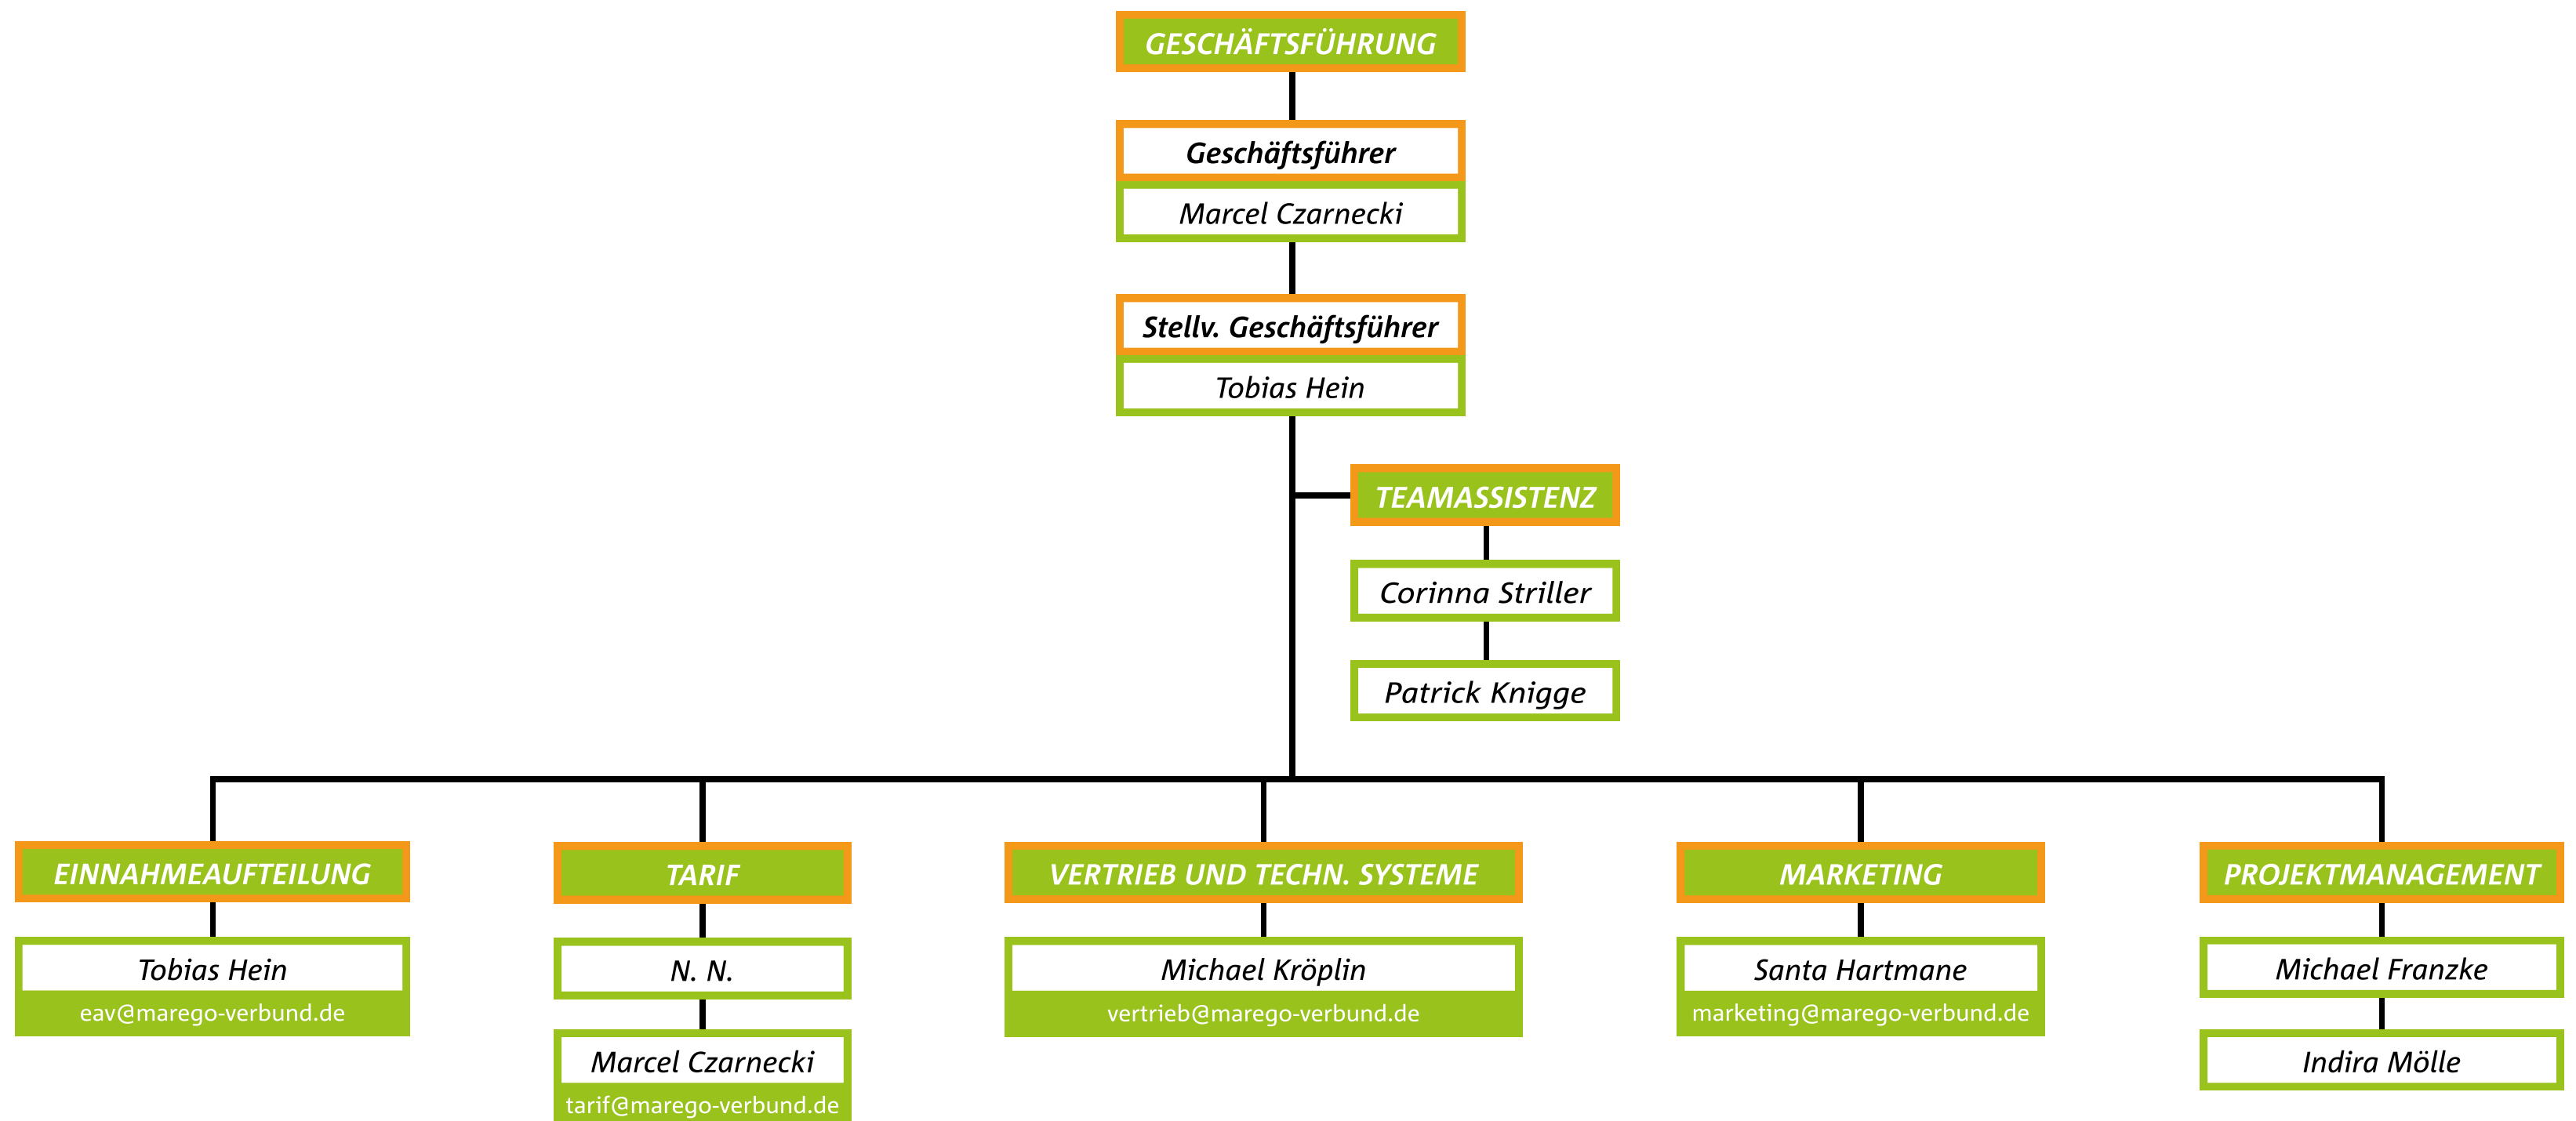 GESCHÄFTSFÜHRUNG
Geschäftsführer
Marcel Czarnecki
Stellv. Geschäftsführer
Tobias Hein
TEAMASSISTENZ
Corinna Striller
Patrick Knigge
EINNAHMEAUFTEILUNG
Tobias Hein
eav@marego-verbund.de
TARIF
N. N.
Marcel Czarnecki
tarif@marego-verbund.de
VERTRIEB UND TECHN. SYSTEME
Michael Kröplin
vertrieb@marego-verbund.de
MARKETING
Santa Hartmane
marketing@marego-verbund.de
PROJEKTMANAGEMENT
Michael Franzke
Indira Mölle